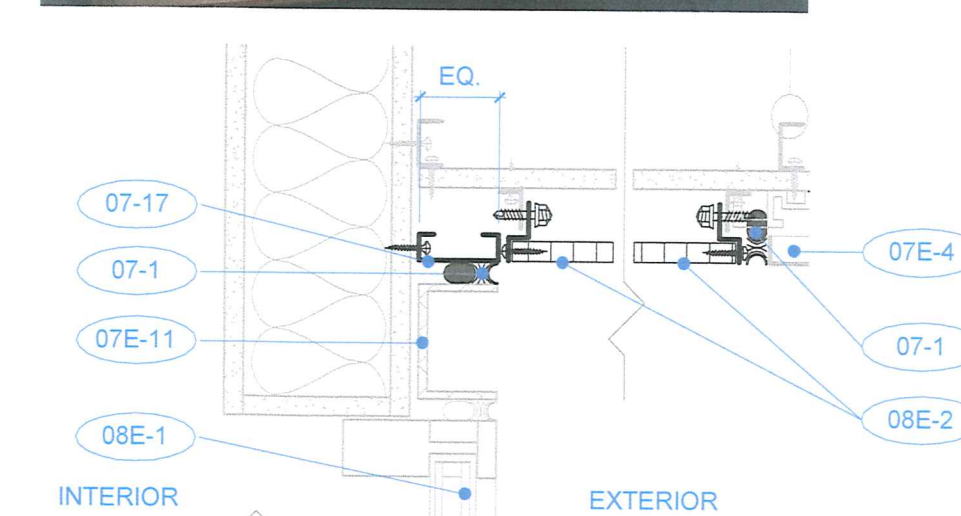 EQ.
07-17
07-1
07E-11
08E-1
07E-4
07-1
08E-2
INTERIOR
EXTERIOR